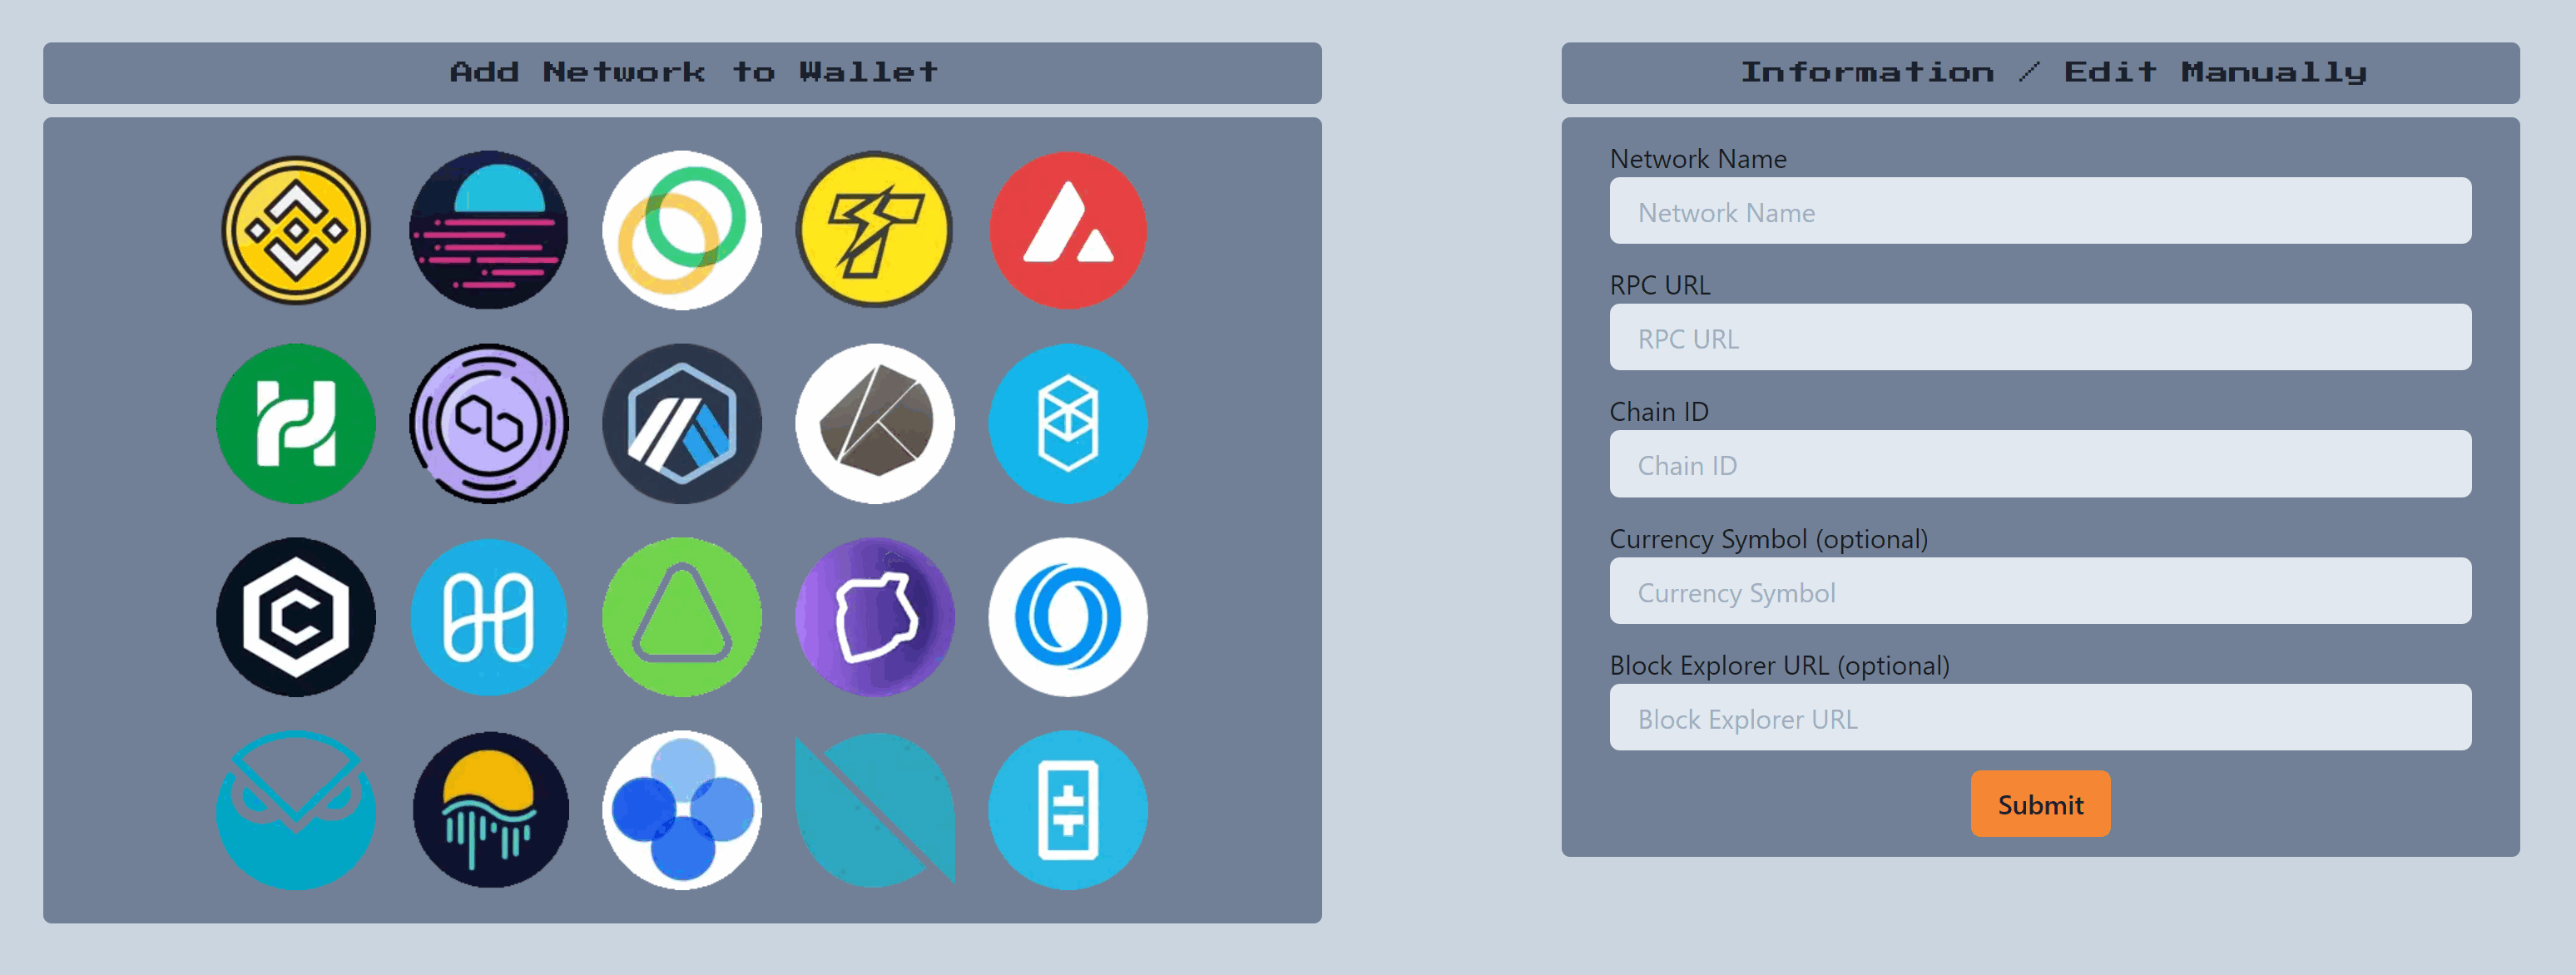 Add Network to Wallet
Information / Edit Manually
Network Name
Network Name
RPC URL
RPC URL
Chain ID
Chain ID
Currency Symbol (optional)
Currency Symbol
Block Explorer URL (optional)
Block Explorer URL
Submit